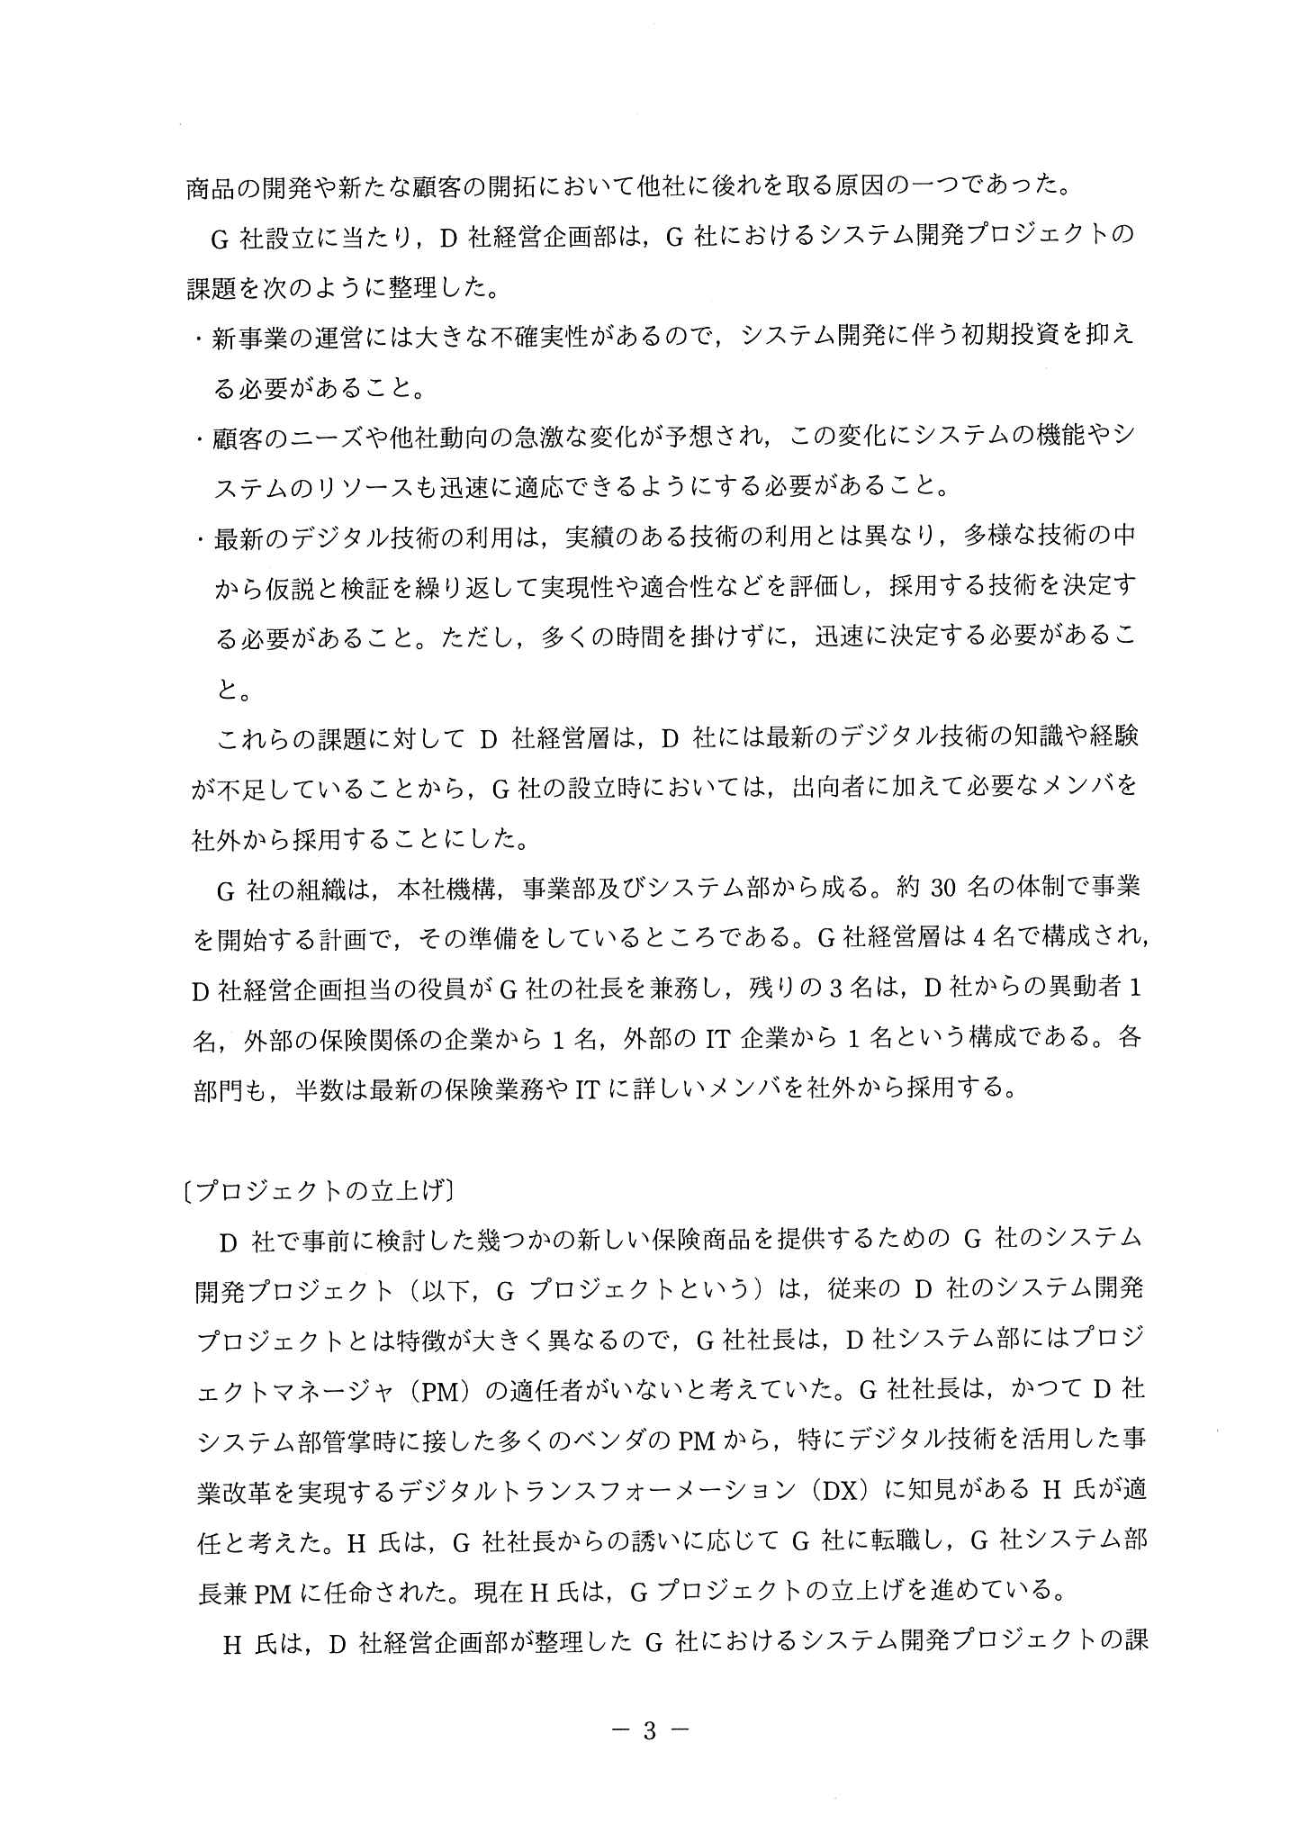 商品の開発や新たな顧客の開拓において他社に後れを取る原因の一つであった。
G 社設立に当たり，D 社経営企画部は，G 社におけるシステム開発プロジェクトの
課題を次のように整理した。
・新事業の運営には大きな不確実性があるので，システム開発に伴う初期投資を抑え
る必要があること。
・顧客のニーズや他社動向の急激な変化が予想され，この変化にシステムの機能やシ
ステムのリソースも迅速に適応できるようにする必要があること。
・最新のデジタル技術の利用は，実績のある技術の利用とは異なり，多様な技術の中
から仮説と検証を繰り返して実現性や適合性などを評価し，採用する技術を決定す
る必要があること。ただし，多くの時間を掛けずに，迅速に決定する必要があるこ
と。
これらの課題に対して D 社経営層は，D 社には最新のデジタル技術の知識や経験
が不足していることから，G 社の設立時においては，出向者に加えて必要なメンバを
社外から採用することにした。
G 社の組織は，本社機構，事業部及びシステム部から成る。約 30 名の体制で事業
を開始する計画で，その準備をしているところである。G 社経営層は 4 名で構成され，
D 社経営企画担当の役員が G 社の社長を兼務し，残りの 3 名は，D 社からの異動者 1
名，外部の保険関係の企業から 1 名，外部の IT 企業から 1 名という構成である。各
部門も，半数は最新の保険業務や IT に詳しいメンバを社外から採用する。
〔プロジェクトの立上げ〕
D 社で事前に検討した幾つかの新しい保険商品を提供するための G 社のシステム
開発プロジェクト（以下，G プロジェクトという）は，従来の D 社のシステム開発
プロジェクトとは特徴が大きく異なるので，G 社社長は，D 社システム部にはプロジ
ェクトマネージャ（PM）の適任者がいないと考えていた。G 社社長は，かつて D 社
システム部管掌時に接した多くのベンダの PM から，特にデジタル技術を活用した事
業改革を実現するデジタルトランスフォーメーション（DX）に知見がある H 氏が適
任と考えた。H 氏は，G 社社長からの誘いに応じて G 社に転職し，G 社システム部
長兼 PM に任命された。現在 H 氏は，G プロジェクトの立上げを進めている。
H 氏は，D 社経営企画部が整理した G 社におけるシステム開発プロジェクトの課
－ 3 －